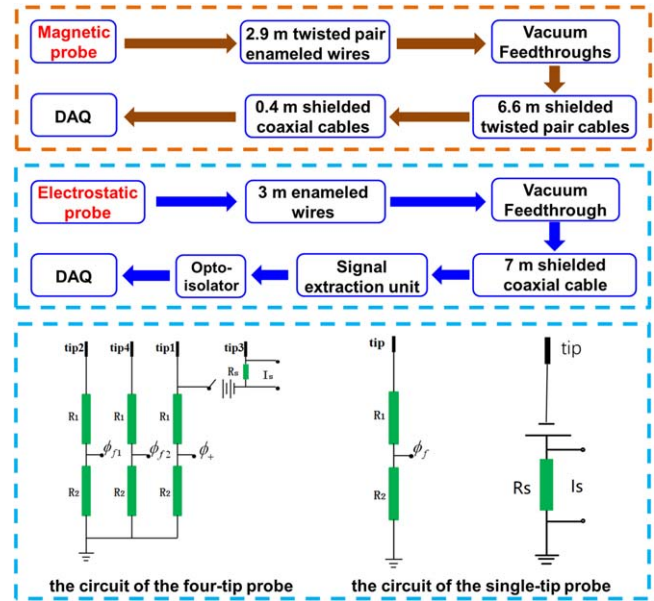 Magnetic
probe
2.9 m twisted pair
enameled wires
Vacuum
Feedthroughs
DAQ
0.4 m shielded
coaxial cables
6.6 m shielded
twisted pair cables
Electrostatic
probe
3 m enameled
wires
Vacuum
Feedthrough
DAQ
Opto-
isolator
Signal
extraction unit
7 m shielded
coaxial cable
tip2 tip4 tip1 tip3
Rs Is
R1 R1 R1
ϕf1 ϕf2 ϕ+
R2 R2 R2
the circuit of the four-tip probe
tip
R1
ϕf
R2
tip
Rs Is
the circuit of the single-tip probe